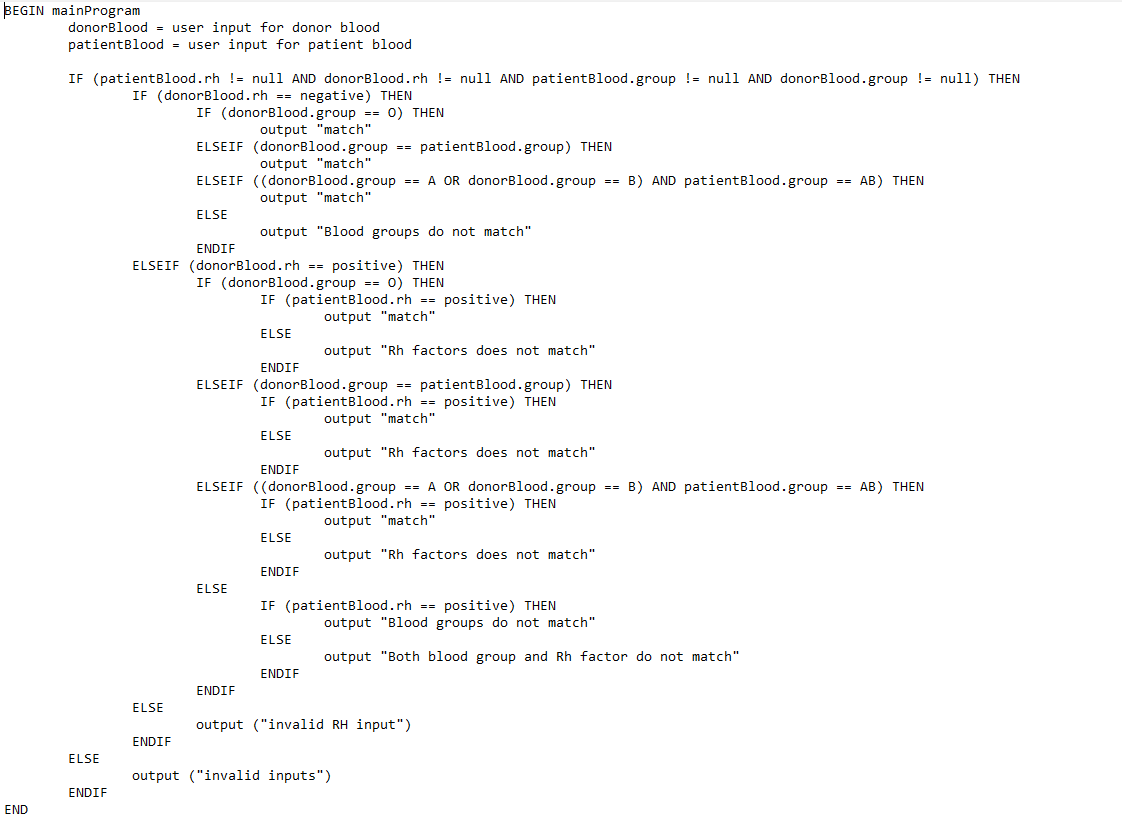 BEGIN mainProgram
donorBlood = user input for donor blood
patientBlood = user input for patient blood
IF (patientBlood.rh != null AND donorBlood.rh != null AND patientBlood.group != null AND donorBlood.group != null) THEN
IF (donorBlood.rh == negative) THEN
IF (donorBlood.group == O) THEN
output "match"
ELSEIF (donorBlood.group == patientBlood.group) THEN
output "match"
ELSEIF ((donorBlood.group == A OR donorBlood.group == B) AND patientBlood.group == AB) THEN
output "match"
ELSE
output "Blood groups do not match"
ENDIF
ELSEIF (donorBlood.rh == positive) THEN
IF (donorBlood.group == O) THEN
IF (patientBlood.rh == positive) THEN
output "match"
ELSE
output "Rh factors does not match"
ENDIF
ELSEIF (donorBlood.group == patientBlood.group) THEN
IF (patientBlood.rh == positive) THEN
output "match"
ELSE
output "Rh factors does not match"
ENDIF
ELSEIF ((donorBlood.group == A OR donorBlood.group == B) AND patientBlood.group == AB) THEN
IF (patientBlood.rh == positive) THEN
output "match"
ELSE
output "Rh factors does not match"
ENDIF
ELSE
IF (patientBlood.rh == positive) THEN
output "Blood groups do not match"
ELSE
output "Both blood group and Rh factor do not match"
ENDIF
ENDIF
ELSE
output ("invalid RH input")
ENDIF
ELSE
output ("invalid inputs")
ENDIF
END